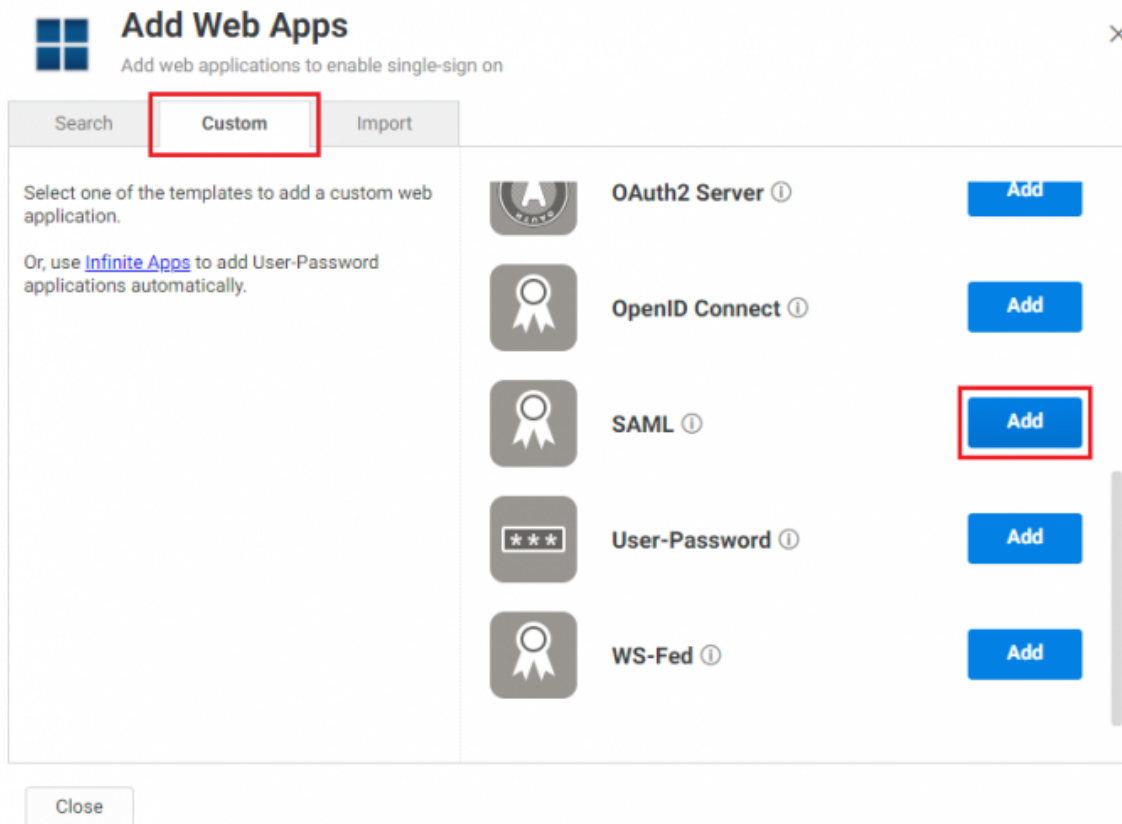 Add Web Apps
Add web applications to enable single-sign on
Search
Custom
Import
Select one of the templates to add a custom web
application.
Or, use Infinite Apps to add User-Password
applications automatically.
OAuth2 Server
Add
OpenID Connect
Add
SAML
Add
***
User-Password
Add
WS-Fed
Add
Close